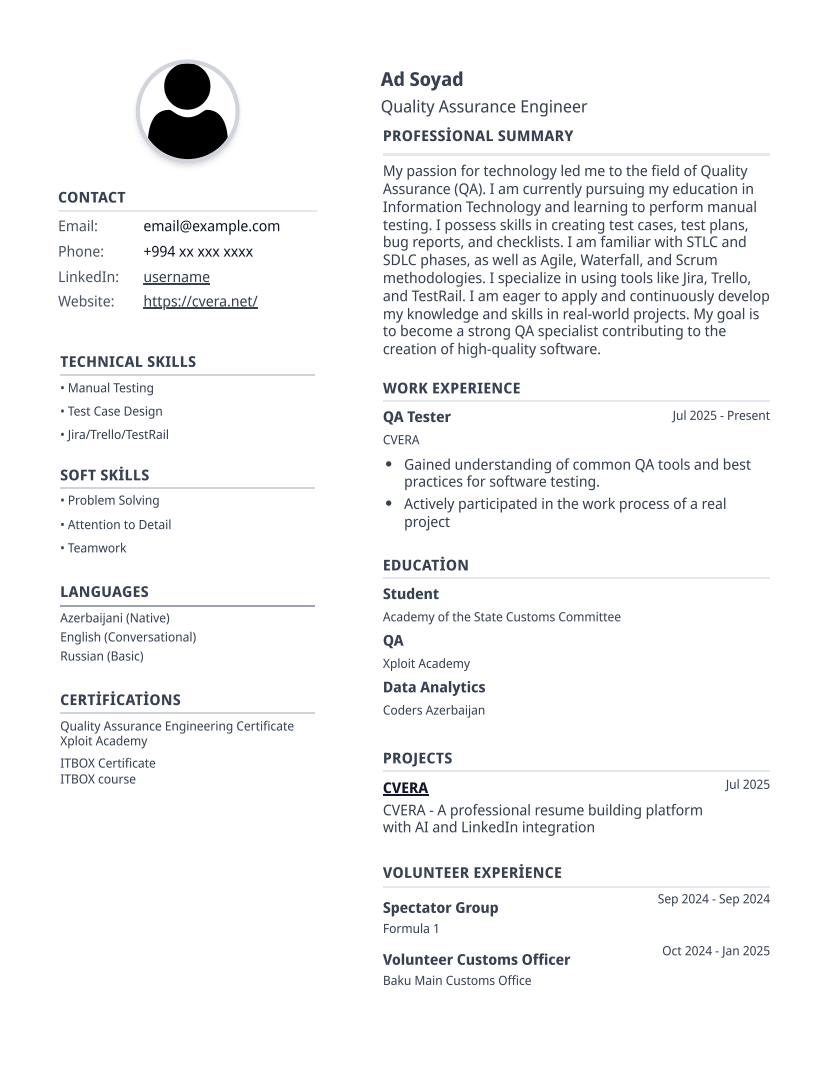 CONTACT
Email: email@example.com
Phone: +994 xx xxx xxxx
LinkedIn: username
Website: https://cvera.net/
TECHNICAL SKILLS
• Manual Testing
• Test Case Design
• Jira/Trello/TestRail
SOFT SKİLLS
• Problem Solving
• Attention to Detail
• Teamwork
LANGUAGES
Azerbaijani (Native)
English (Conversational)
Russian (Basic)
CERTİFİCATİONS
Quality Assurance Engineering Certificate
Xploit Academy
ITBOX Certificate
ITBOX course
Ad Soyad
Quality Assurance Engineer
PROFESSİONAL SUMMARY
My passion for technology led me to the field of Quality
Assurance (QA). I am currently pursuing my education in
Information Technology and learning to perform manual
testing. I possess skills in creating test cases, test plans,
bug reports, and checklists. I am familiar with STLC and
SDLC phases, as well as Agile, Waterfall, and Scrum
methodologies. I specialize in using tools like Jira, Trello,
and TestRail. I am eager to apply and continuously develop
my knowledge and skills in real-world projects. My goal is
to become a strong QA specialist contributing to the
creation of high-quality software.
WORK EXPERIENCE
QA Tester Jul 2025 - Present
CVERA
• Gained understanding of common QA tools and best
practices for software testing.
• Actively participated in the work process of a real
project
EDUCATİON
Student
Academy of the State Customs Committee
QA
Xploit Academy
Data Analytics
Coders Azerbaijan
PROJECTS
CVERA Jul 2025
CVERA - A professional resume building platform
with AI and LinkedIn integration
VOLUNTEER EXPERİENCE
Spectator Group Sep 2024 - Sep 2024
Formula 1
Volunteer Customs Officer Oct 2024 - Jan 2025
Baku Main Customs Office